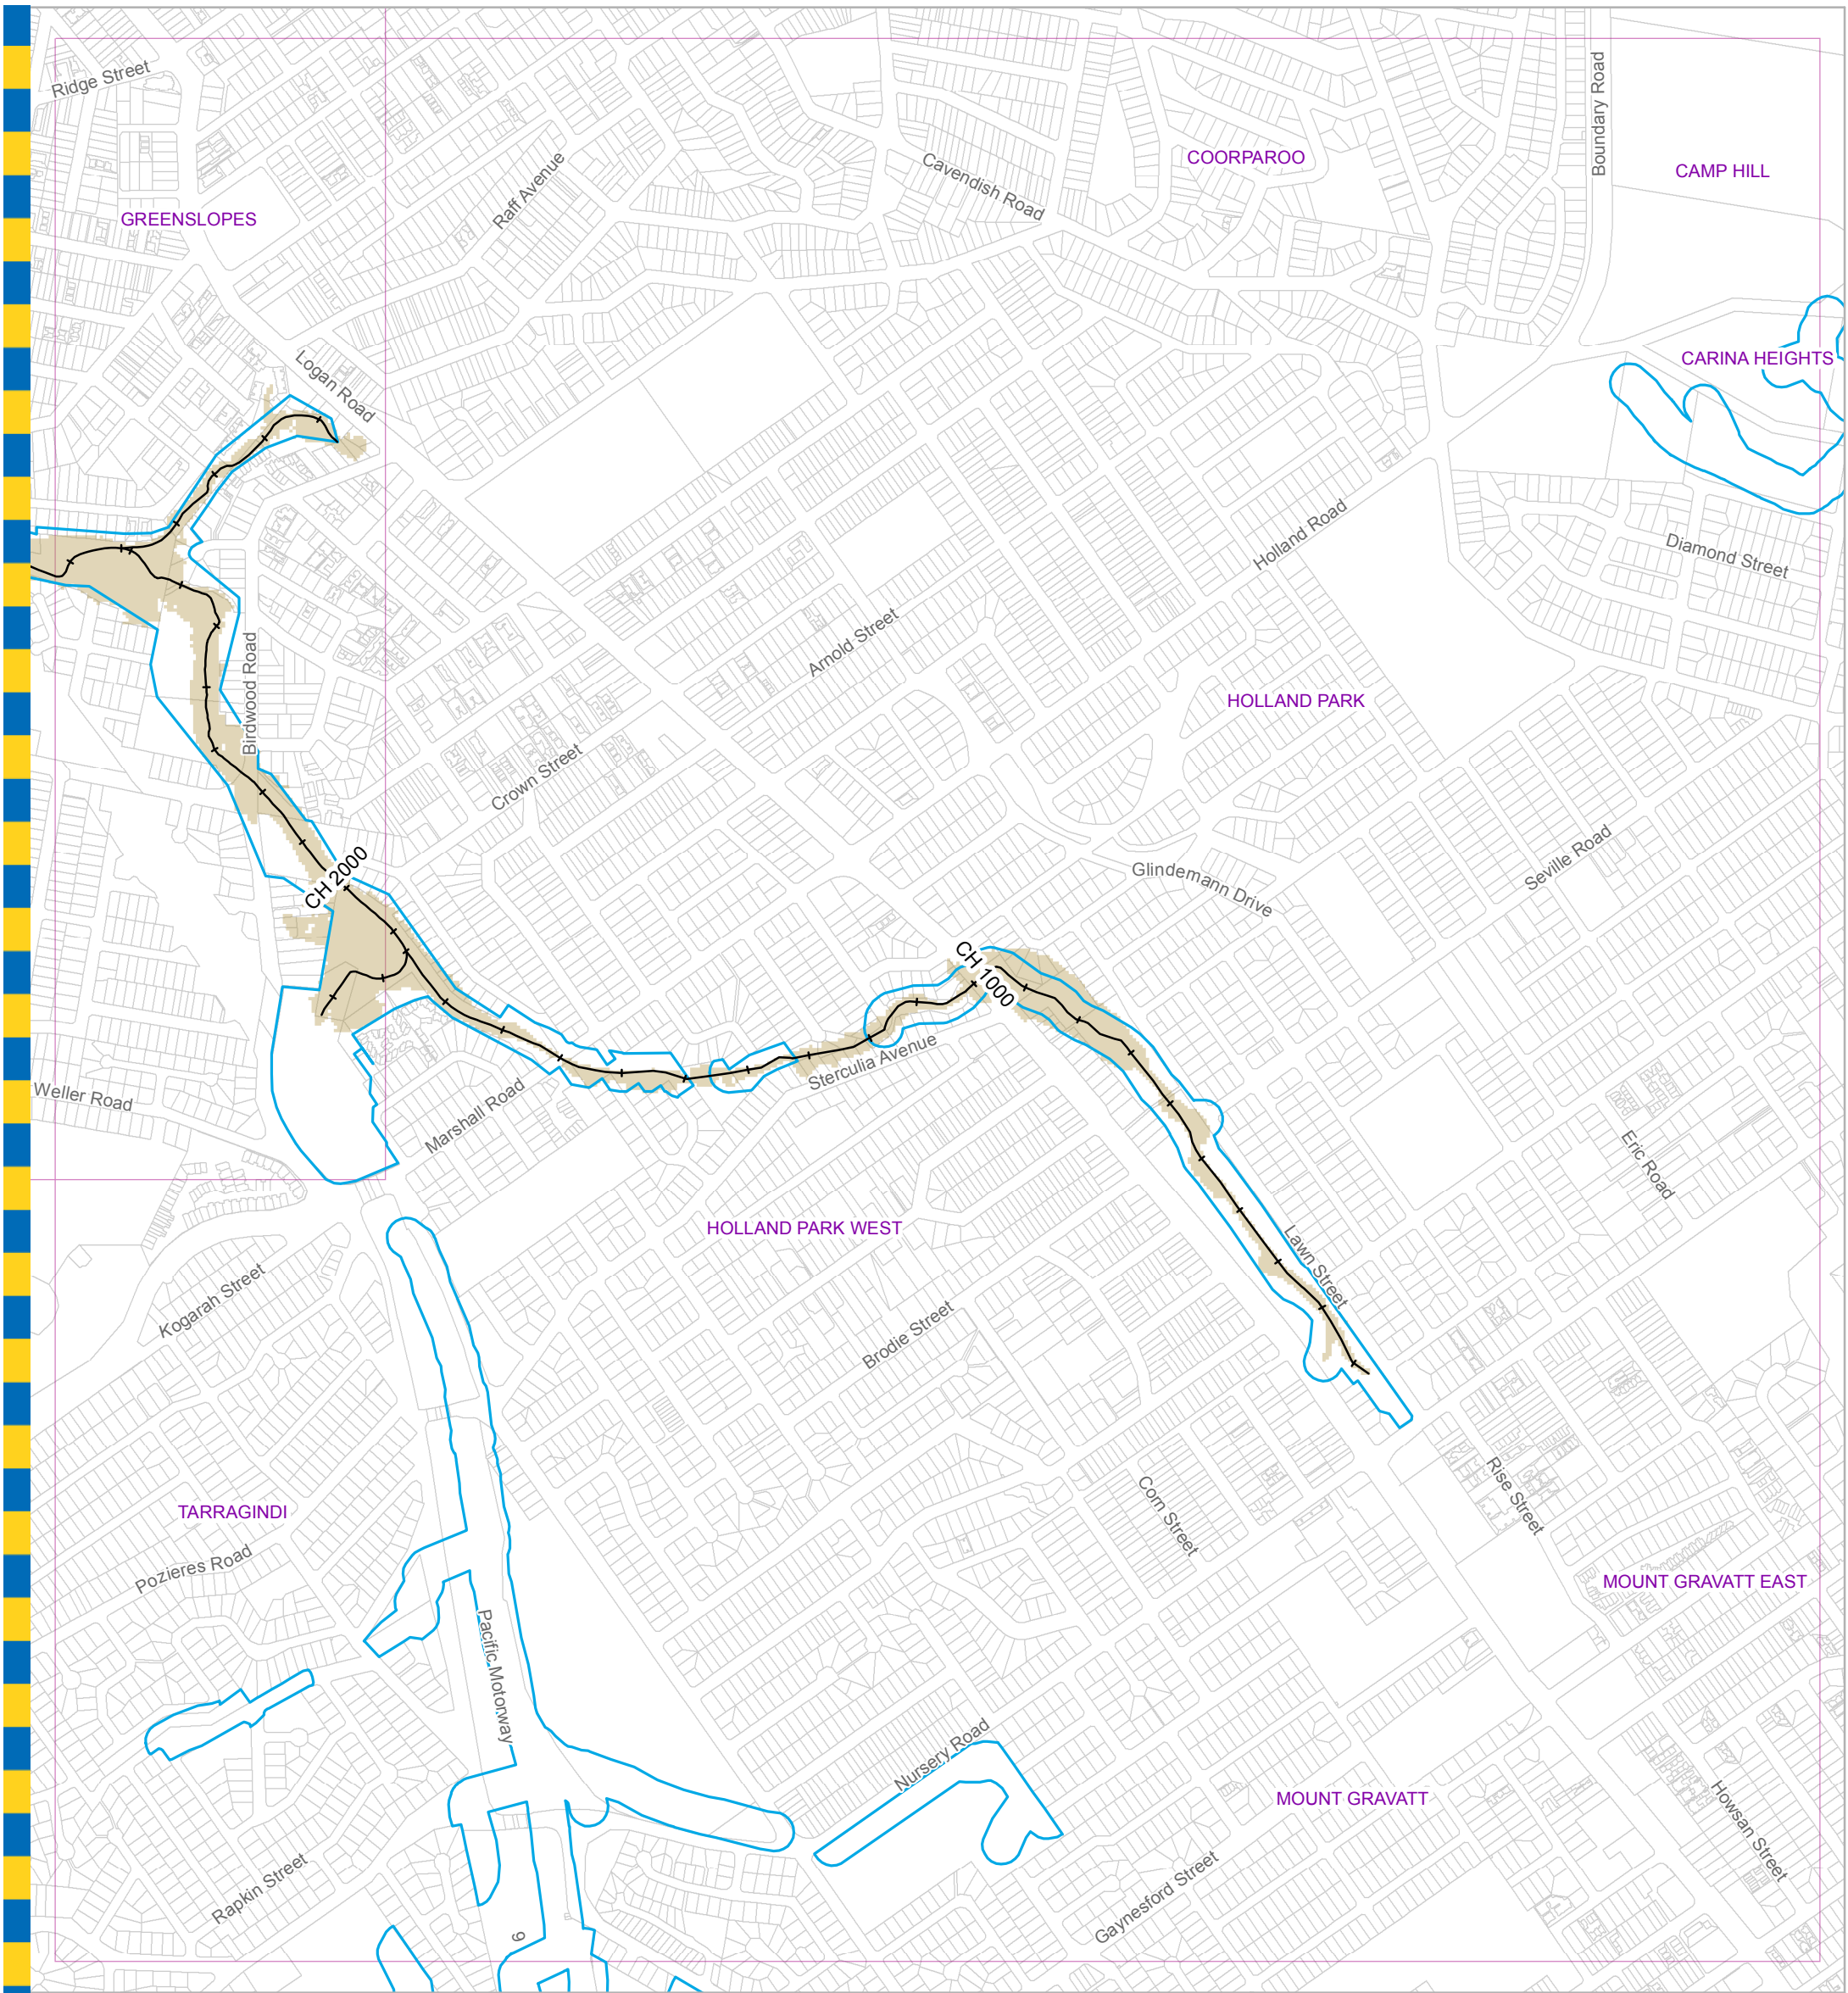 Ridge Street
Boundary Road
COORPAROO
Raff Avenue
Cavendish Road
CAMP HILL
GREENSLOPES
Logan Road
CARINA HEIGHTS
Holland Road
Diamond Street
Arnold Street
Birdwood Road
HOLLAND PARK
Crown Street
CH 2000
Glindemann Drive
Seville Road
CH 1000
Sterculia Avenue
Weller Road
Marshall Road
Eric Road
HOLLAND PARK WEST
Lawn Street
Kogarah Street
Brodie Street
TARRAGINDI
Corn Street
Rise Street
Pozieres Road
MOUNT GRAVATT EAST
Pacific Motorway
Nursery Road
MOUNT GRAVATT
Howsan Street
Rapkin Street
Gaynesford Street
9